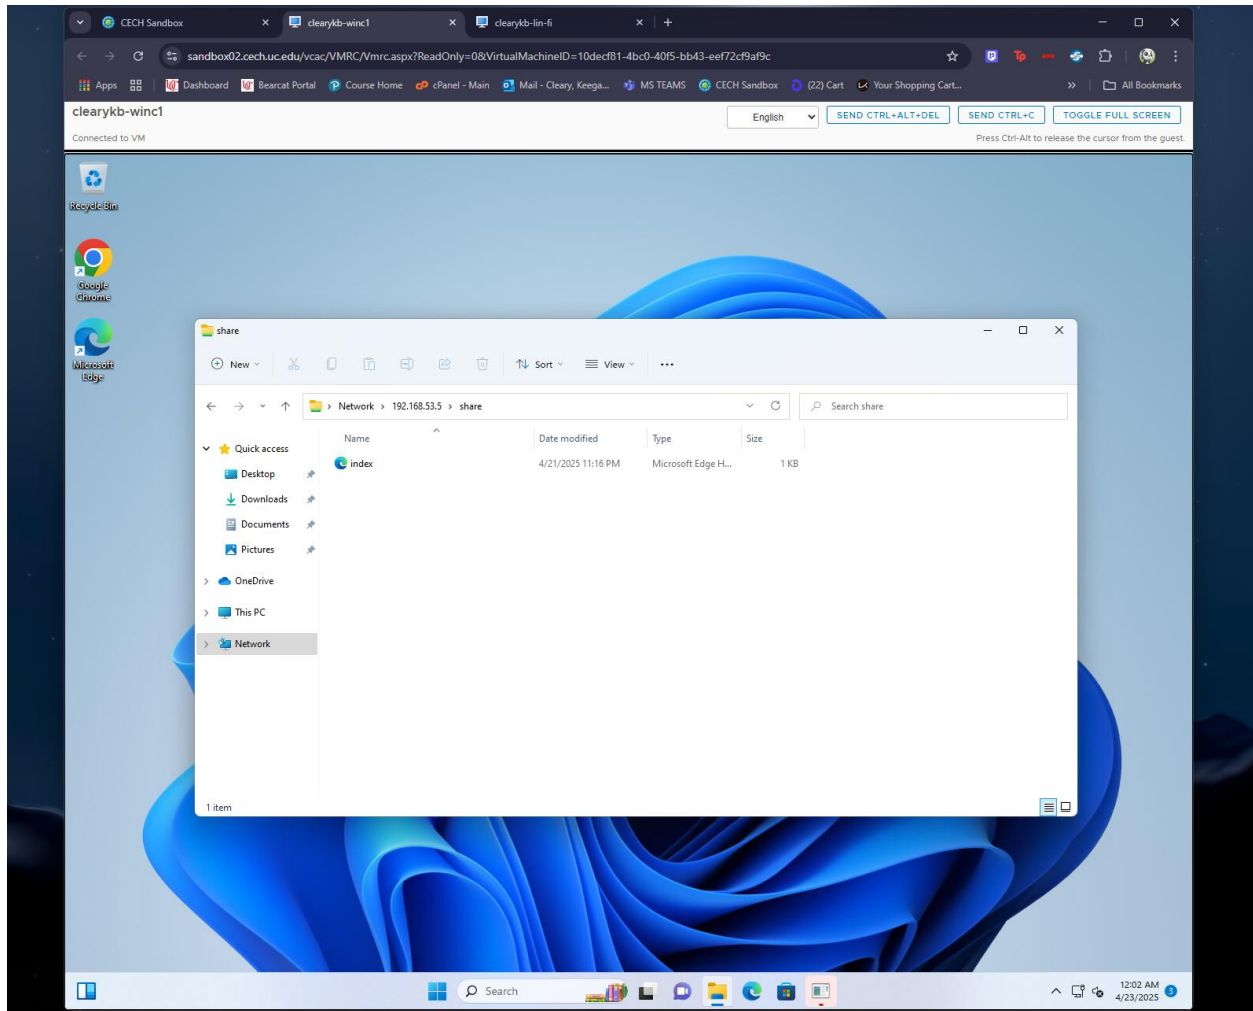 CECH Sandbox
clearykb-winc1
clearykb-lin-fi
sandbox02.cech.uc.edu/vcac/VMRC/Vmrc.aspx?ReadOnly=0&VirtualMachineID=10decf81-4bc0-40f5-bb43-eef72cf9af9c
Apps Dashboard Bearcat Portal Course Home cPanel - Main Mail - Cleary, Keega... MS TEAMS CECH Sandbox (22) Cart Your Shopping Cart... » All Bookmarks
clearykb-winc1
English SEND CTRL+ALT+DEL SEND CTRL+C TOGGLE FULL SCREEN
Connected to VM
Press Ctrl-Alt to release the cursor from the guest.
Recycle Bin
Google
Chrome
Microsoft
Edge
share
New Sort View ...
Network > 192.168.53.5 > share
Search share
Name Date modified Type Size
index 4/21/2025 11:16 PM Microsoft Edge H... 1 KB
Quick access
Desktop
Downloads
Documents
Pictures
OneDrive
This PC
Network
1 item
Search
12:02 AM
4/23/2025
3